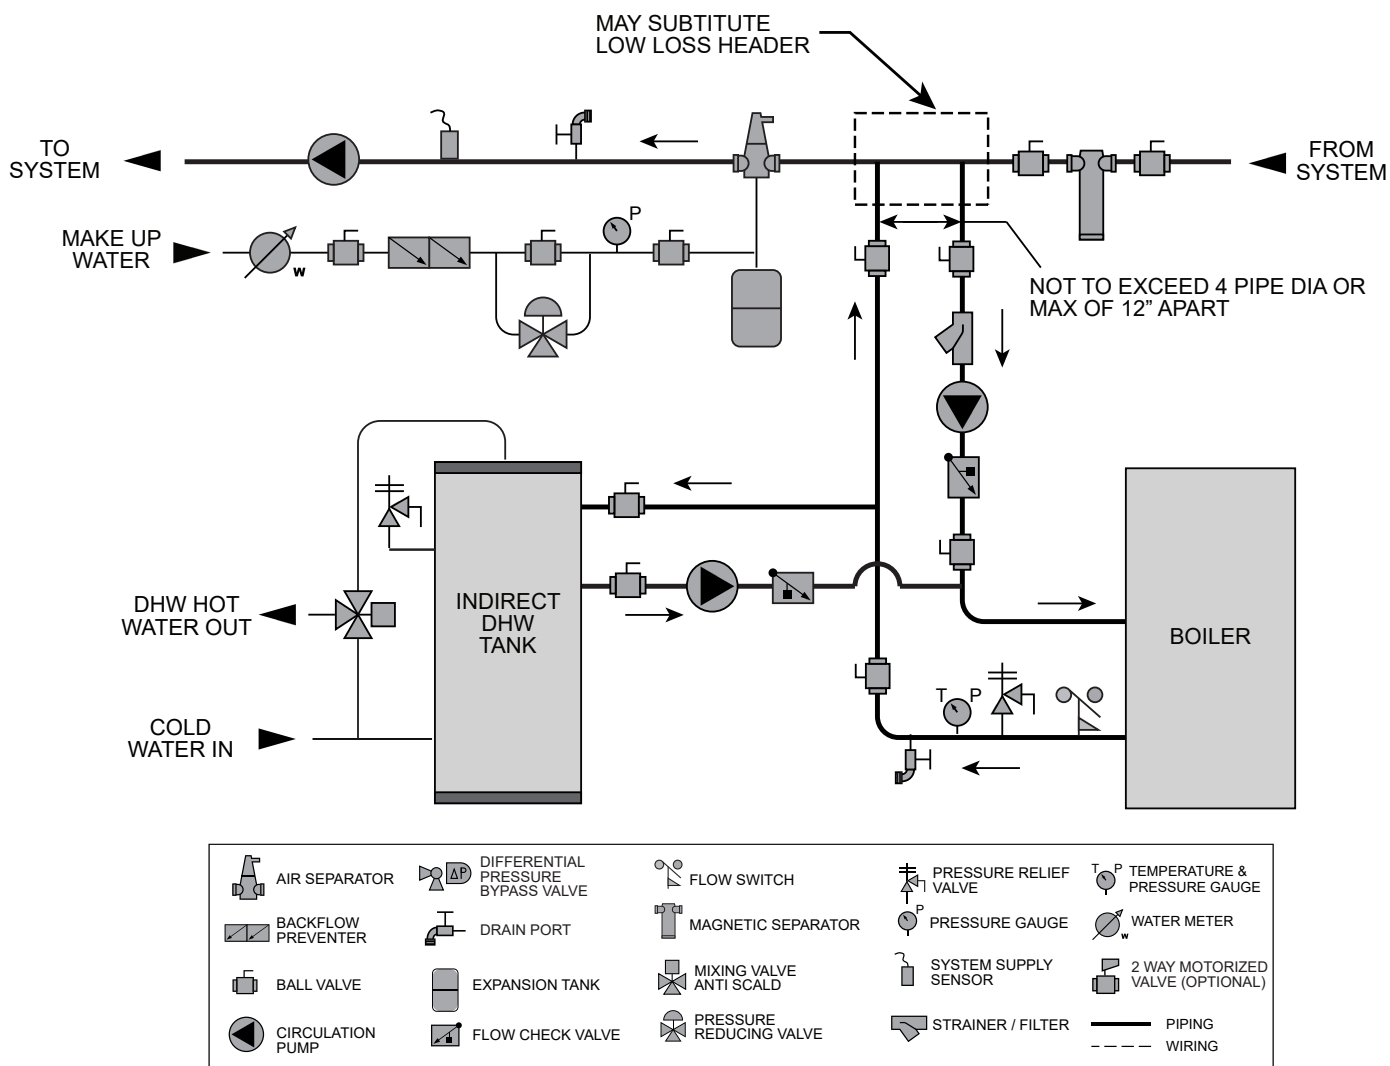 MAY SUBTITUTE
LOW LOSS HEADER
TO
SYSTEM
FROM
SYSTEM
MAKE UP
WATER
W
P
NOT TO EXCEED 4 PIPE DIA OR
MAX OF 12” APART
DHW HOT
WATER OUT
COLD
WATER IN
INDIRECT
DHW
TANK
BOILER
T P
AIR SEPARATOR
BACKFLOW
PREVENTER
BALL VALVE
CIRCULATION
PUMP
ΔP
DIFFERENTIAL
PRESSURE
BYPASS VALVE
DRAIN PORT
EXPANSION TANK
FLOW CHECK VALVE
FLOW SWITCH
MAGNETIC SEPARATOR
MIXING VALVE
ANTI SCALD
PRESSURE
REDUCING VALVE
PRESSURE RELIEF
VALVE
P
PRESSURE GAUGE
SYSTEM SUPPLY
SENSOR
STRAINER / FILTER
T P
TEMPERATURE &
PRESSURE GAUGE
W
WATER METER
2 WAY MOTORIZED
VALVE (OPTIONAL)
PIPING
WIRING